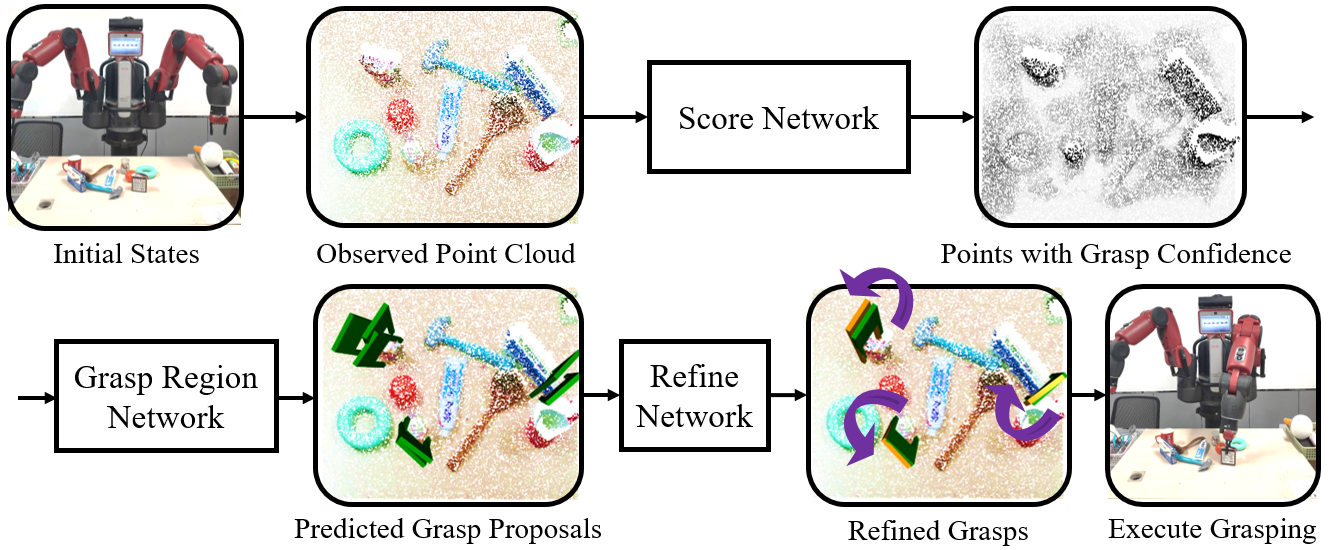 Score Network
Initial States
Observed Point Cloud
Points with Grasp Confidence
Grasp Region
Network
Refine
Network
Predicted Grasp Proposals
Refined Grasps
Execute Grasping